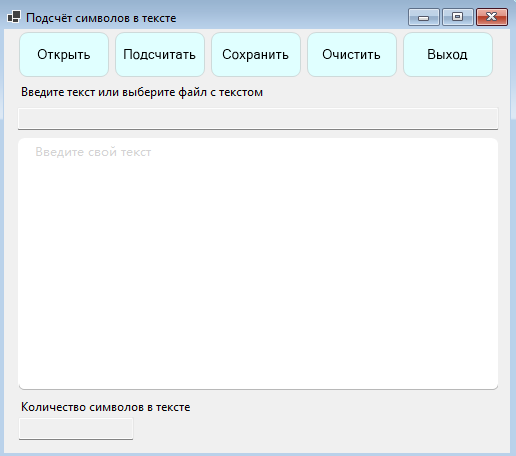 Подсчёт символов в тексте
Открыть Подсчитать Сохранить Очистить Выход
Введите текст или выберите файл с текстом
Введите свой текст
Количество символов в тексте